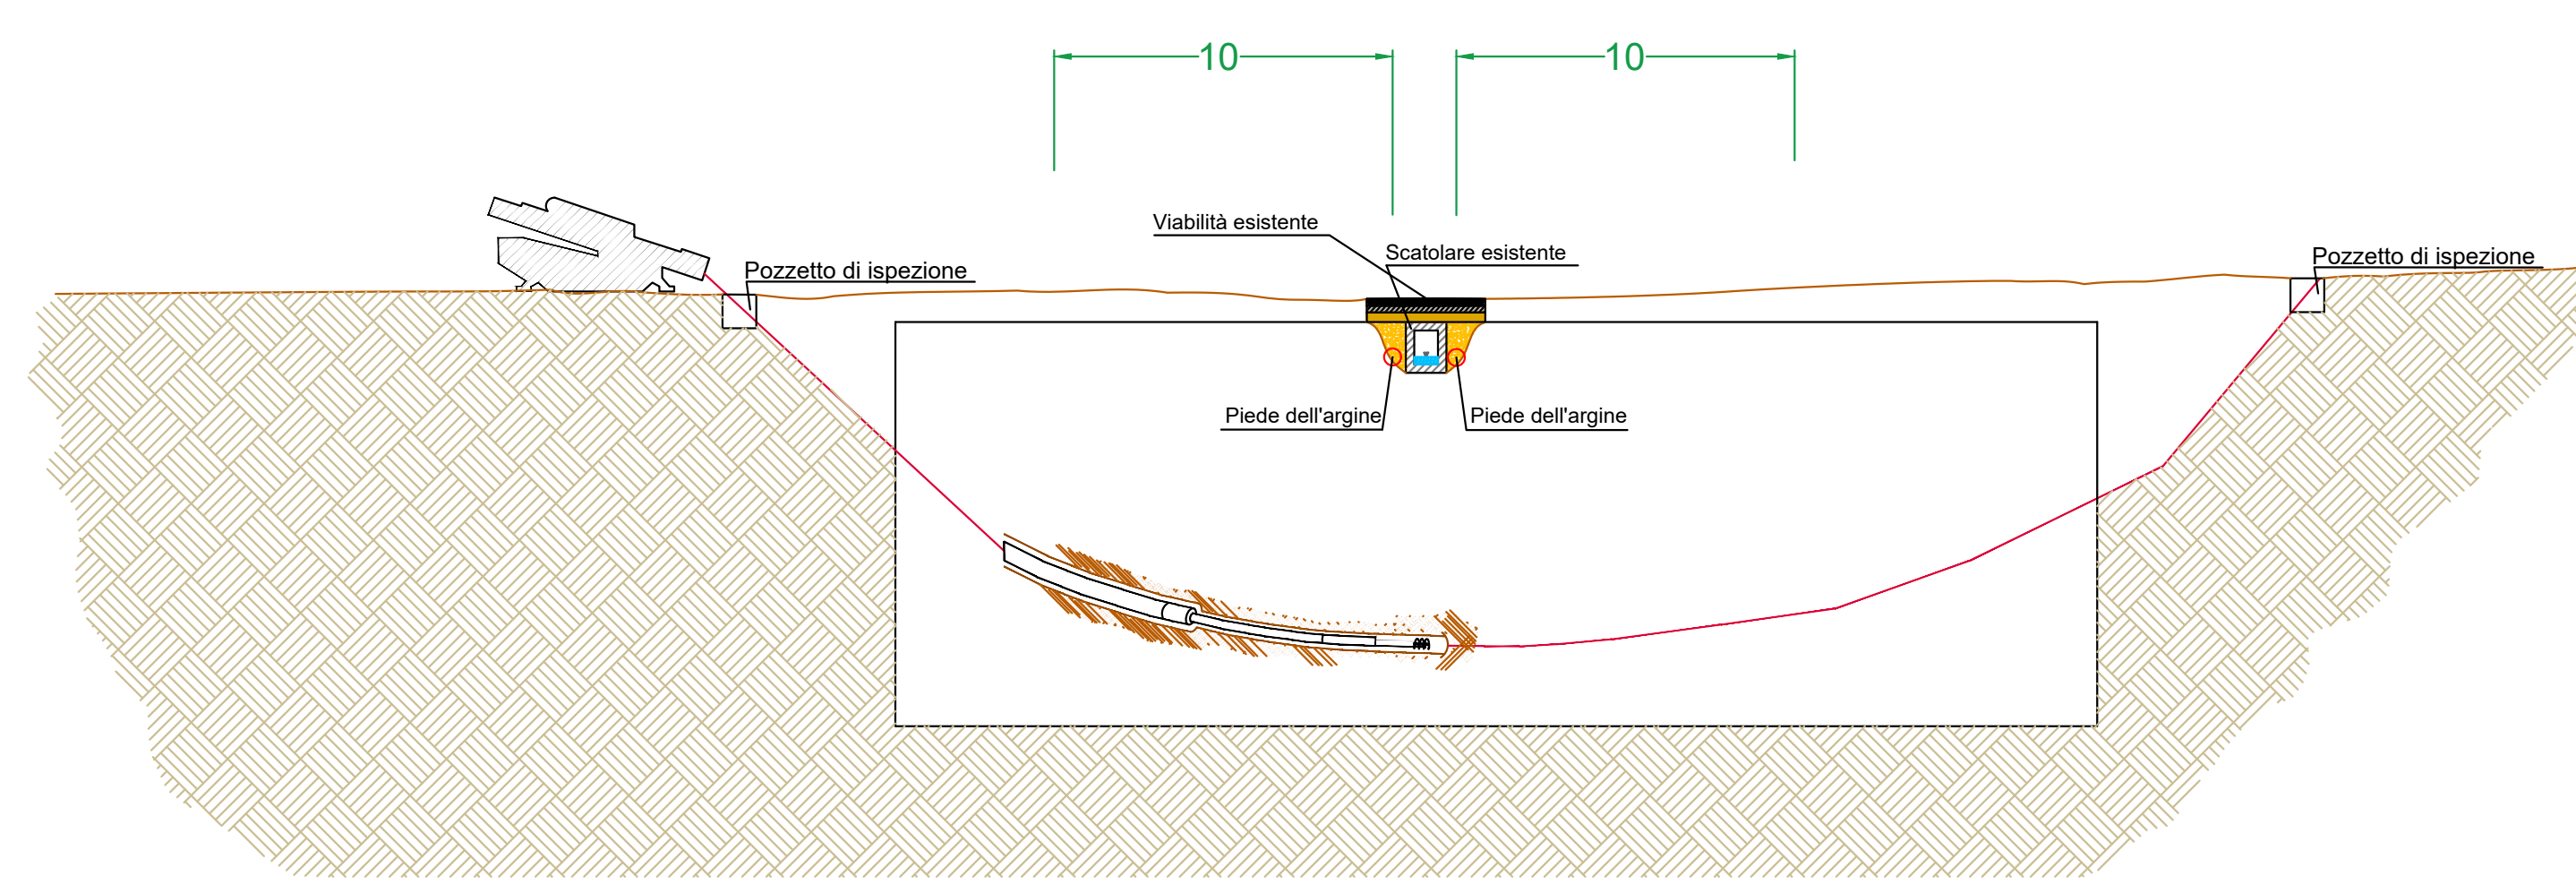 10
10
Viabilità esistente
Scatolare esistente
Pozzetto di ispezione
Pozzetto di ispezione
Piede dell'argine
Piede dell'argine